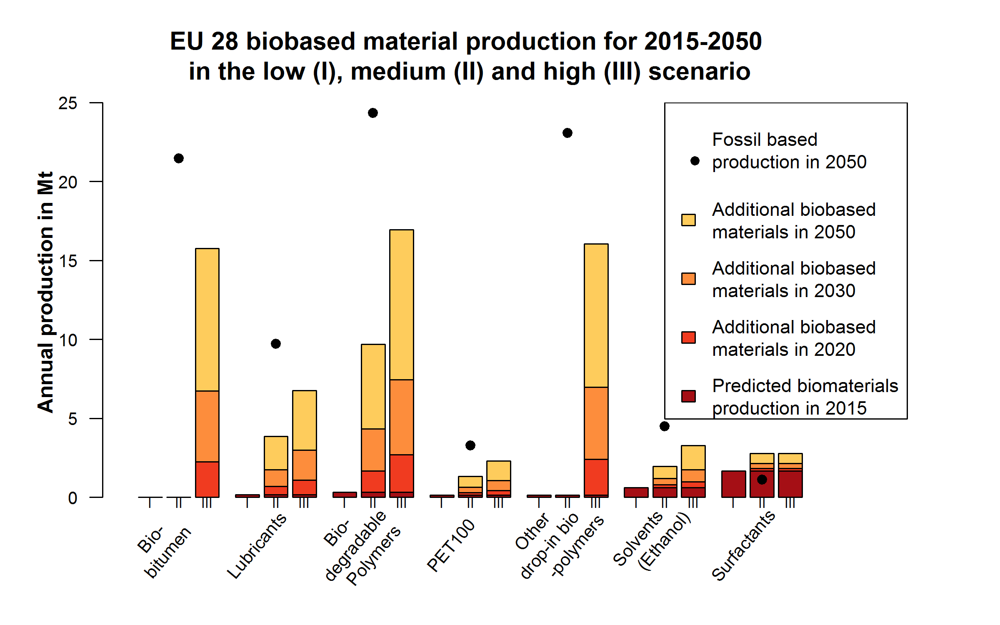 EU 28 biobased material production for 2015-2050
in the low (I), medium (II) and high (III) scenario
Annual production in Mt
25
20
15
10
5
0
Fossil based
production in 2050
Additional biobased
materials in 2050
Additional biobased
materials in 2030
Additional biobased
materials in 2020
Predicted biomaterials
production in 2015
I II III I II III I II III I II III I II III I II III I II III
Bio-
bitumen
Lubricants
Bio-
degradable
Polymers
PET100
Other
drop-in bio
-polymers
Solvents
(Ethanol)
Surfactants